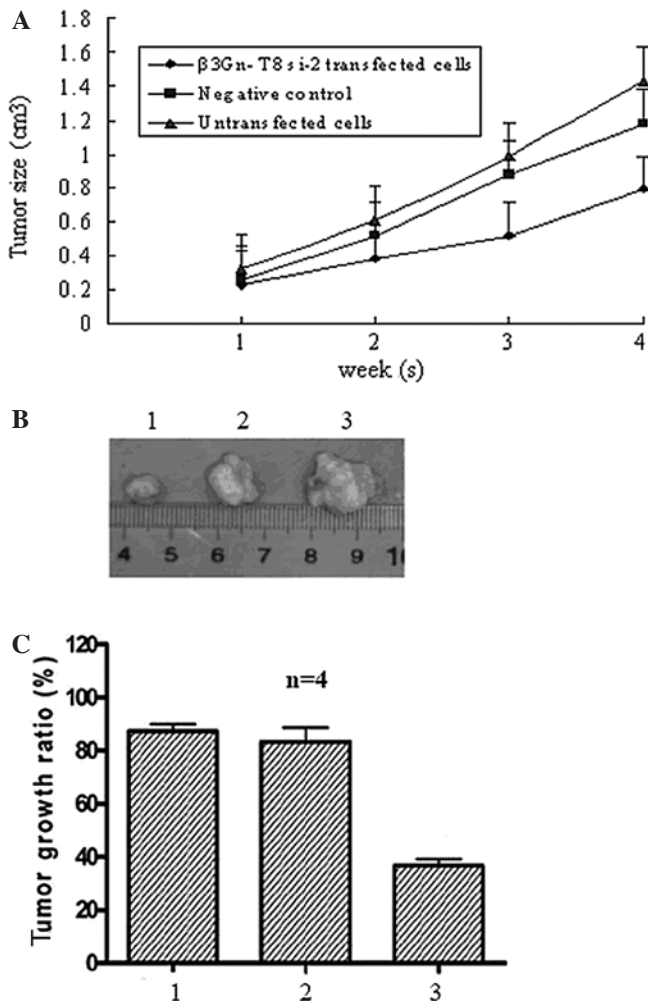 A
β3Gn-T8 si-2 transfected cells
Negative control
Untransfected cells
Tumor size (cm3)
1.8
1.6
1.4
1.2
1
0.8
0.6
0.4
0.2
0
1 2 3 4
week (s)
B
1 2 3
4 5 6 7 8 9 10
C
Tumor growth ratio (%)
120
100
80
60
40
20
0
n=4
1 2 3